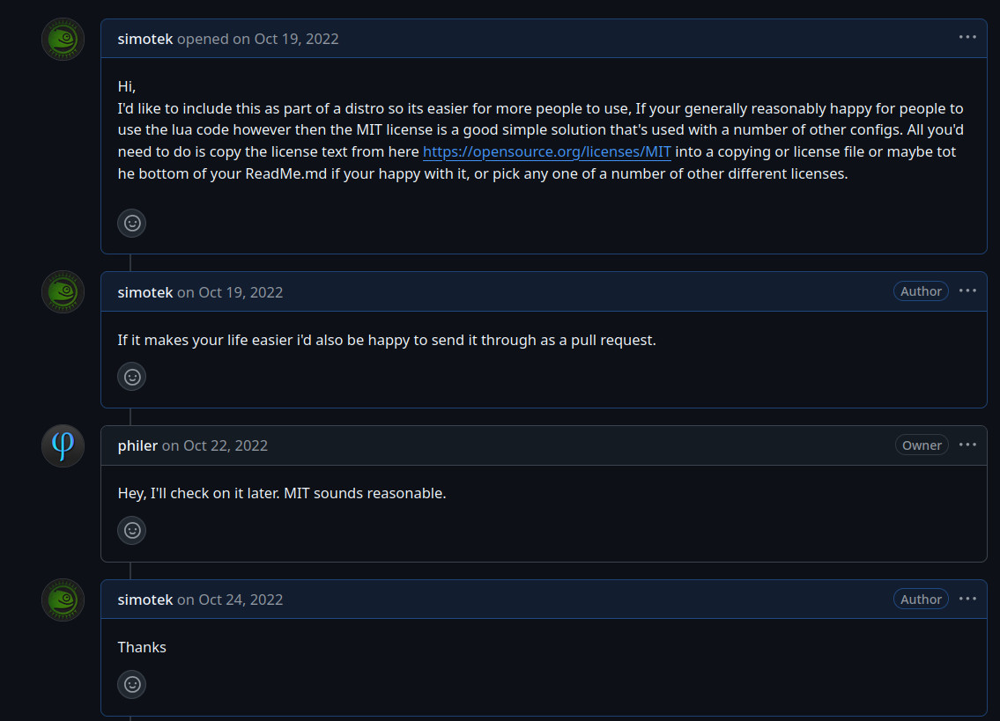 simotek opened on Oct 19, 2022
Hi,
I'd like to include this as part of a distro so its easier for more people to use, If your generally reasonably happy for people to
use the lua code however then the MIT license is a good simple solution that's used with a number of other configs. All you'd
need to do is copy the license text from here https://opensource.org/licenses/MIT into a copying or license file or maybe tot
he bottom of your ReadMe.md if your happy with it, or pick any one of a number of other different licenses.
simotek on Oct 19, 2022 Author
If it makes your life easier i'd also be happy to send it through as a pull request.
philer on Oct 22, 2022 Owner
Hey, I'll check on it later. MIT sounds reasonable.
simotek on Oct 24, 2022 Author
Thanks